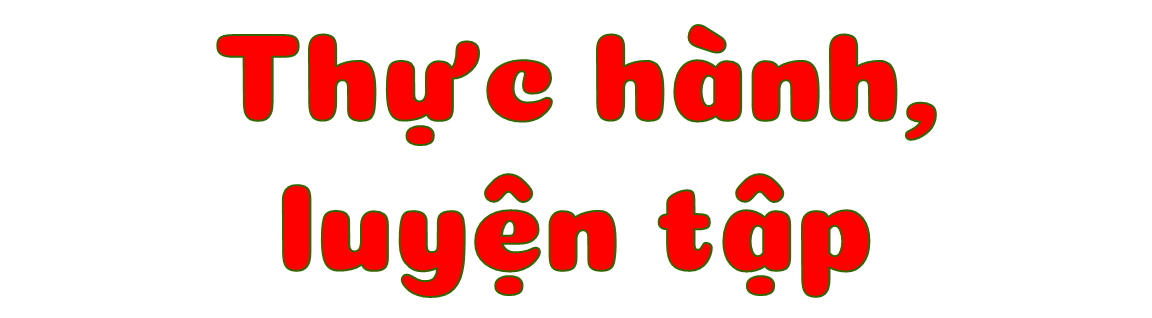 Thực hành,
luyện tập